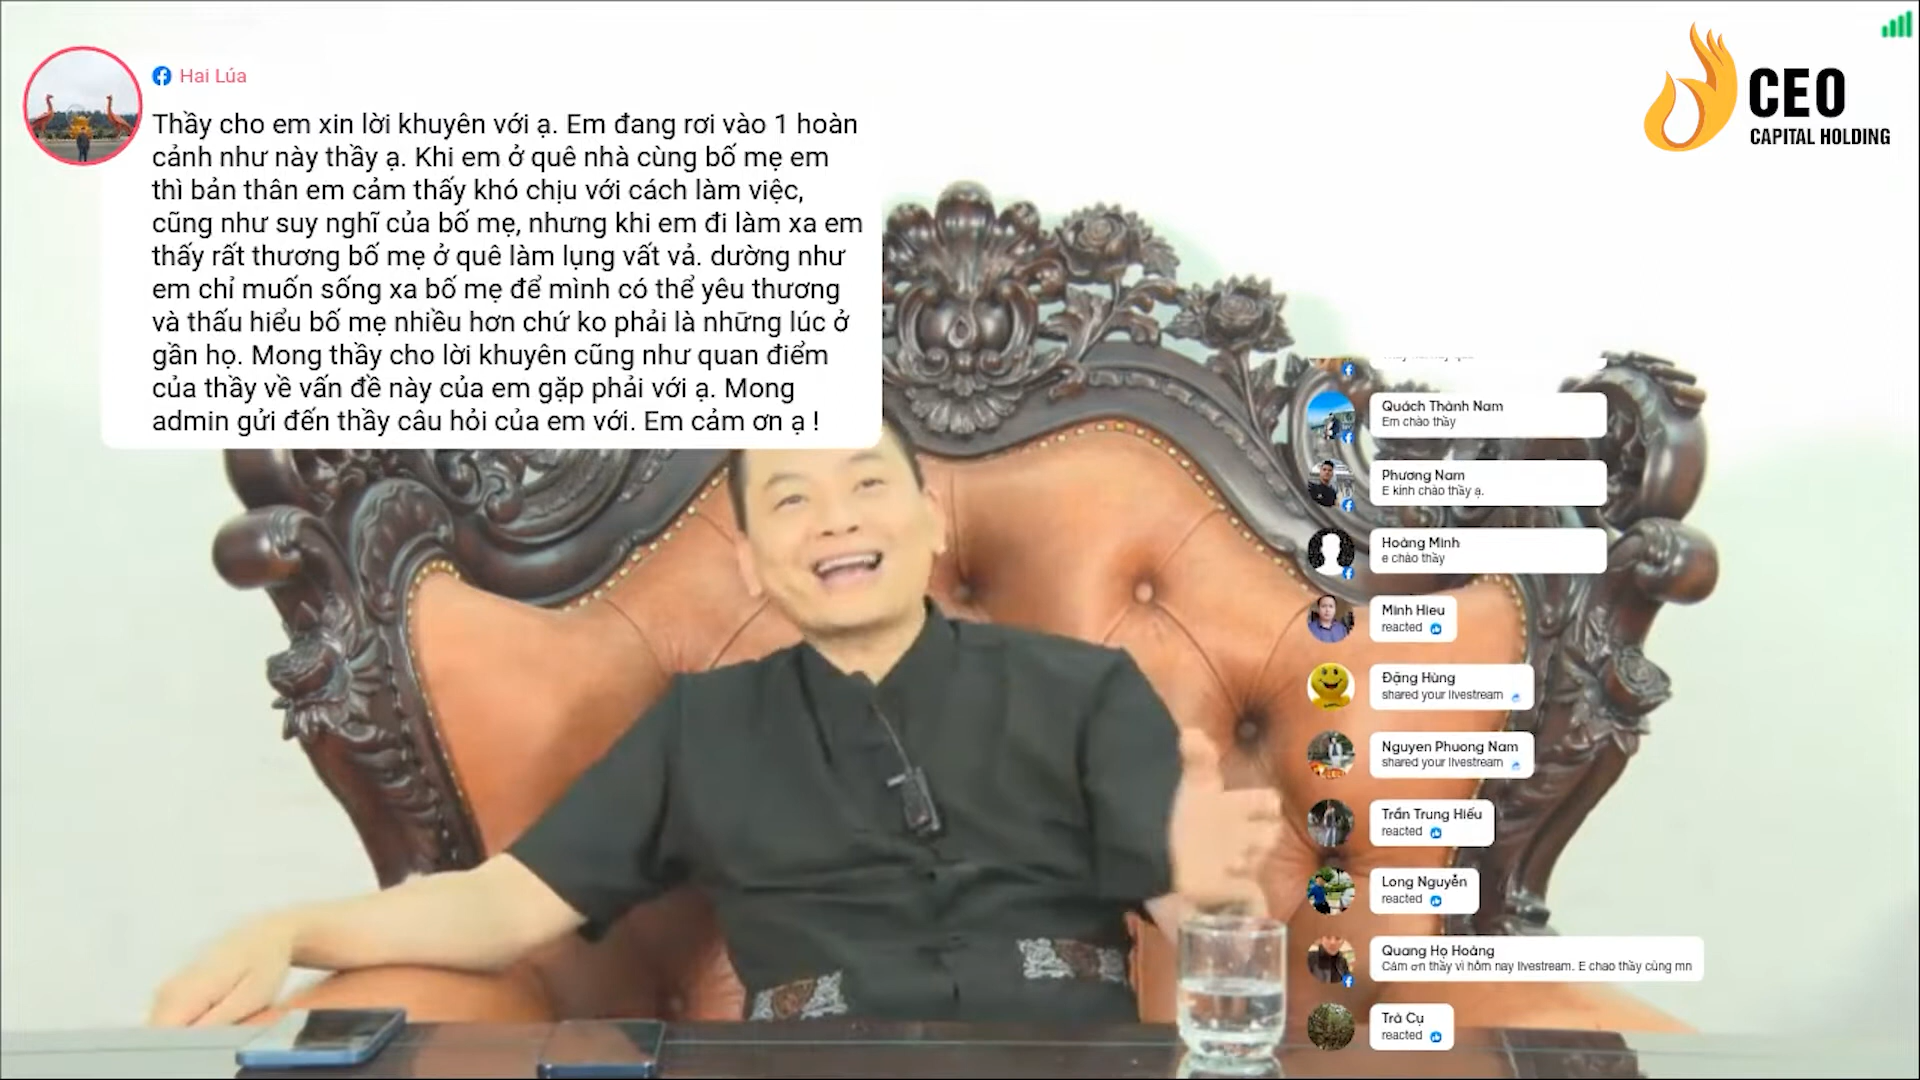 Hai Lúa
Thầy cho em xin lời khuyên với ạ. Em đang rơi vào 1 hoàn
cảnh như này thầy ạ. Khi em ở quê nhà cùng bố mẹ em
thì bản thân em cảm thấy khó chịu với cách làm việc,
cũng như suy nghĩ của bố mẹ, nhưng khi em đi làm xa em
thấy rất thương bố mẹ ở quê làm lụng vất vả. dường như
em chỉ muốn sống xa bố mẹ để mình có thể yêu thương
và thấu hiểu bố mẹ nhiều hơn chứ ko phải là những lúc ở
gần họ. Mong thầy cho lời khuyên cũng như quan điểm
của thầy về vấn đề này của em gặp phải với ạ. Mong
admin gửi đến thầy câu hỏi của em với. Em cảm ơn ạ !
CEO
CAPITAL HOLDING
Quách Thành Nam
Em chào thầy
Phương Nam
E kính chào thầy ạ.
Hoàng Minh
e chào thầy
Minh Hieu
reacted
Đặng Hùng
shared your livestream
Nguyen Phuong Nam
shared your livestream
Trần Trung Hiếu
reacted
Long Nguyễn
reacted
Quang Họ Hoàng
Cám ơn thầy vì hôm nay livestream. E chao thầy cùng mn
Trà Cụ
reacted